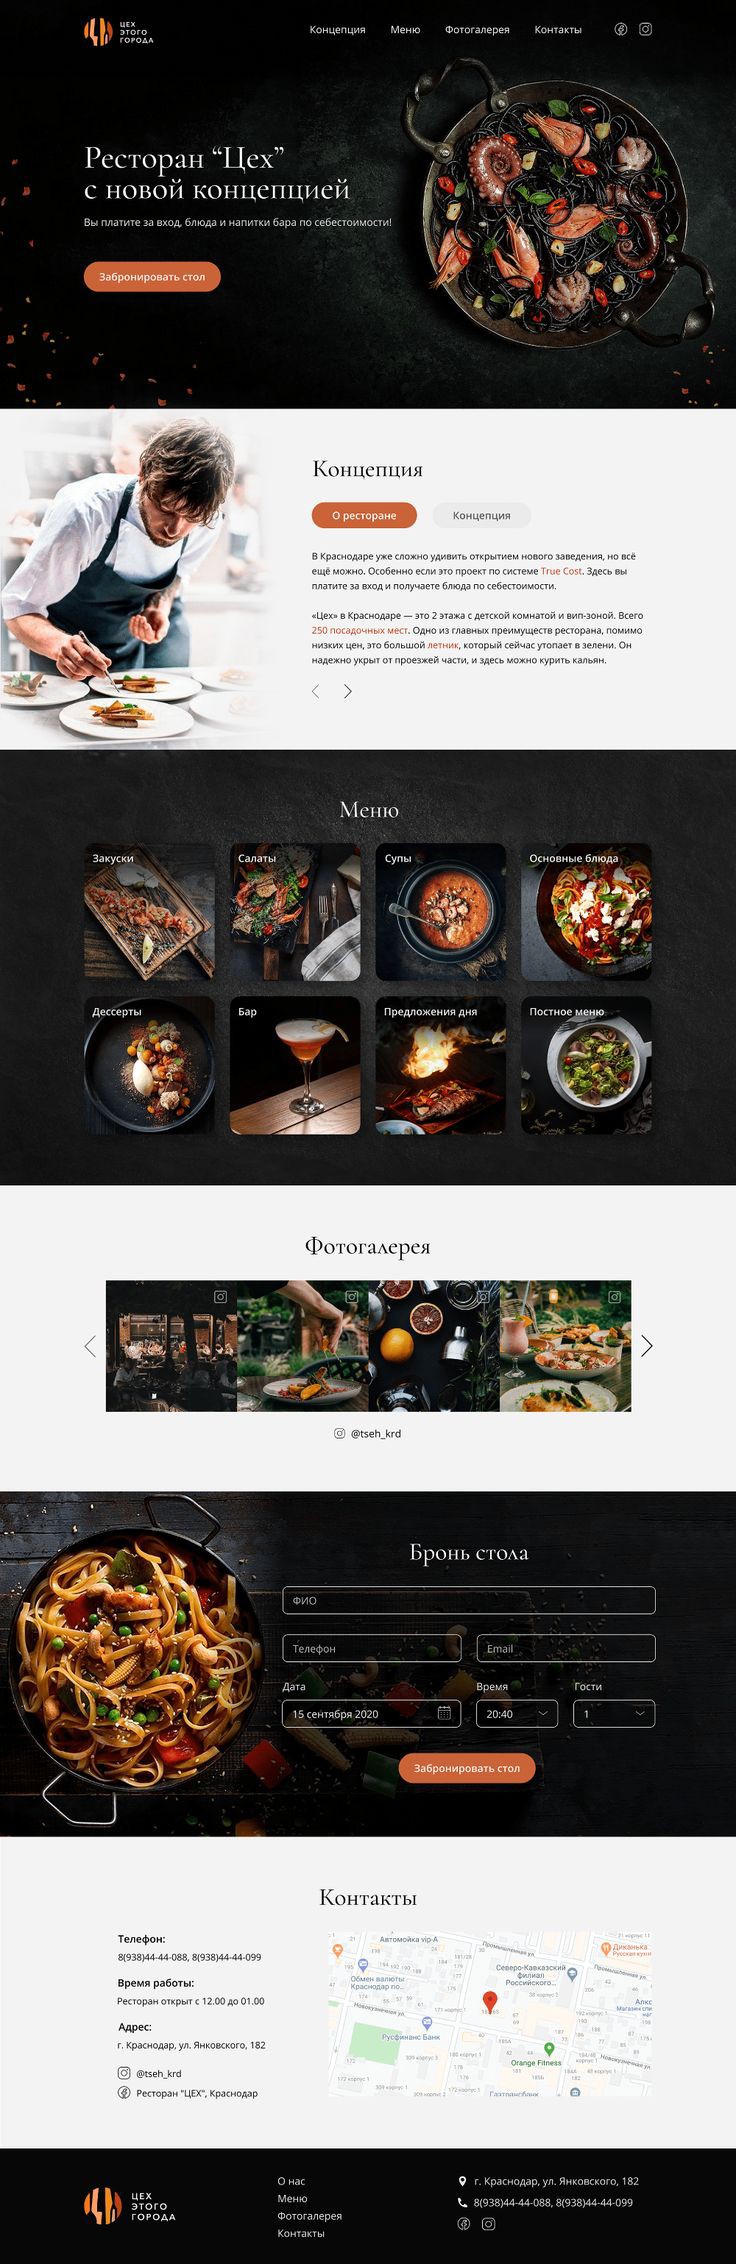 ЦЕХ
ЭТОГО
ГОРОДА
Концепция Меню Фотогалерея Контакты
Ресторан “Цех”
с новой концепцией
Вы платите за вход, блюда и напитки бара по себестоимости!
Забронировать стол
Концепция
О ресторане Концепция
В Краснодаре уже сложно удивить открытием нового заведения, но всё
ещё можно. Особенно если это проект по системе True Cost. Здесь вы
платите за вход и получаете блюда по себестоимости.
«Цех» в Краснодаре — это 2 этажа с детской комнатой и вип-зоной. Всего
250 посадочных мест. Одно из главных преимуществ ресторана, помимо
низких цен, это большой летник, который сейчас утопает в зелени. Он
надежно укрыт от проезжей части, и здесь можно курить кальян.
Меню
Закуски Салаты Супы Основные блюда
Дессерты Бар Предложения дня Постное меню
Фотогалерея
@tseh_krd
Бронь стола
ФИО
Телефон Email
Дата Время Гости
15 сентября 2020 20:40 1
Забронировать стол
Контакты
Телефон:
8(938)44-44-088, 8(938)44-44-099
Время работы:
Ресторан открыт с 12.00 до 01.00
Адрес:
г. Краснодар, ул. Янковского, 182
@tseh_krd
Ресторан "ЦЕХ", Краснодар
Автомойка vip-А
Промышленная ул.
Диканька
Русская кухня
Обмен валюты
Краснодар по...
Северо-Кавказский
филиал
Российского...
Новокузнечная ул.
Русфинанс Банк
Orange Fitness
Новокузнечная ул.
Газтрансбанк
ЦЕХ
ЭТОГО
ГОРОДА
О нас
Меню
Фотогалерея
Контакты
г. Краснодар, ул. Янковского, 182
8(938)44-44-088, 8(938)44-44-099